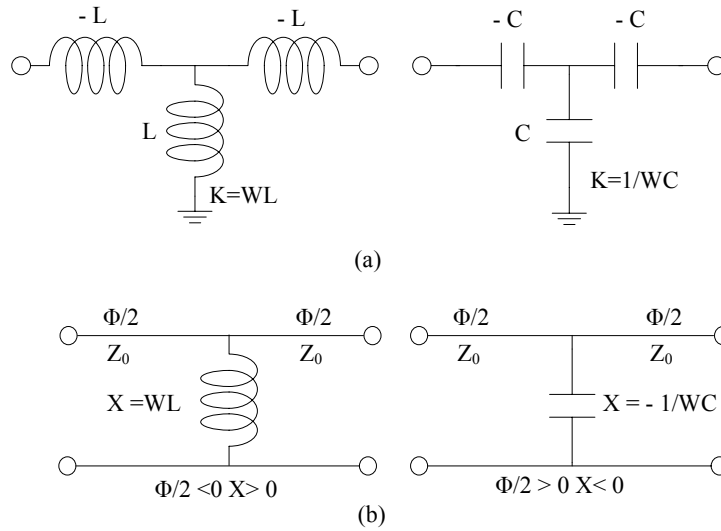 - L
- L
- C
- C
L
K=WL
C
K=1/WC
(a)
Φ/2
Φ/2
Φ/2
Φ/2
Z0
Z0
Z0
Z0
X =WL
X = - 1/WC
Φ/2 <0 X> 0
Φ/2 > 0 X< 0
(b)